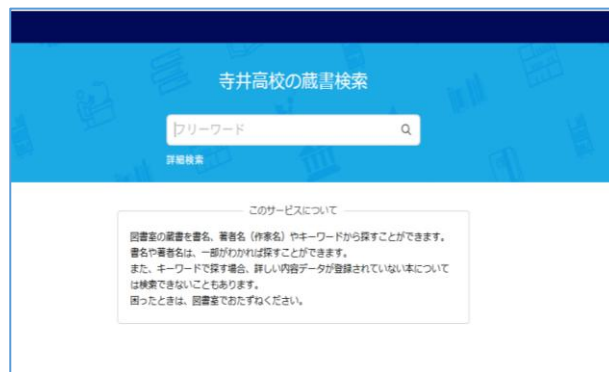 寺井高校の蔵書検索
フリーワード
詳細検索
このサービスについて
図書室の蔵書を書名、著者名（作家名）やキーワードから探すことができます。
書名や著者名は、一部がわかれば探すことができます。
また、キーワードで探す場合、詳しい内容データが登録されていない本について
は検索できないこともあります。
困ったときは、図書室でおたずねください。